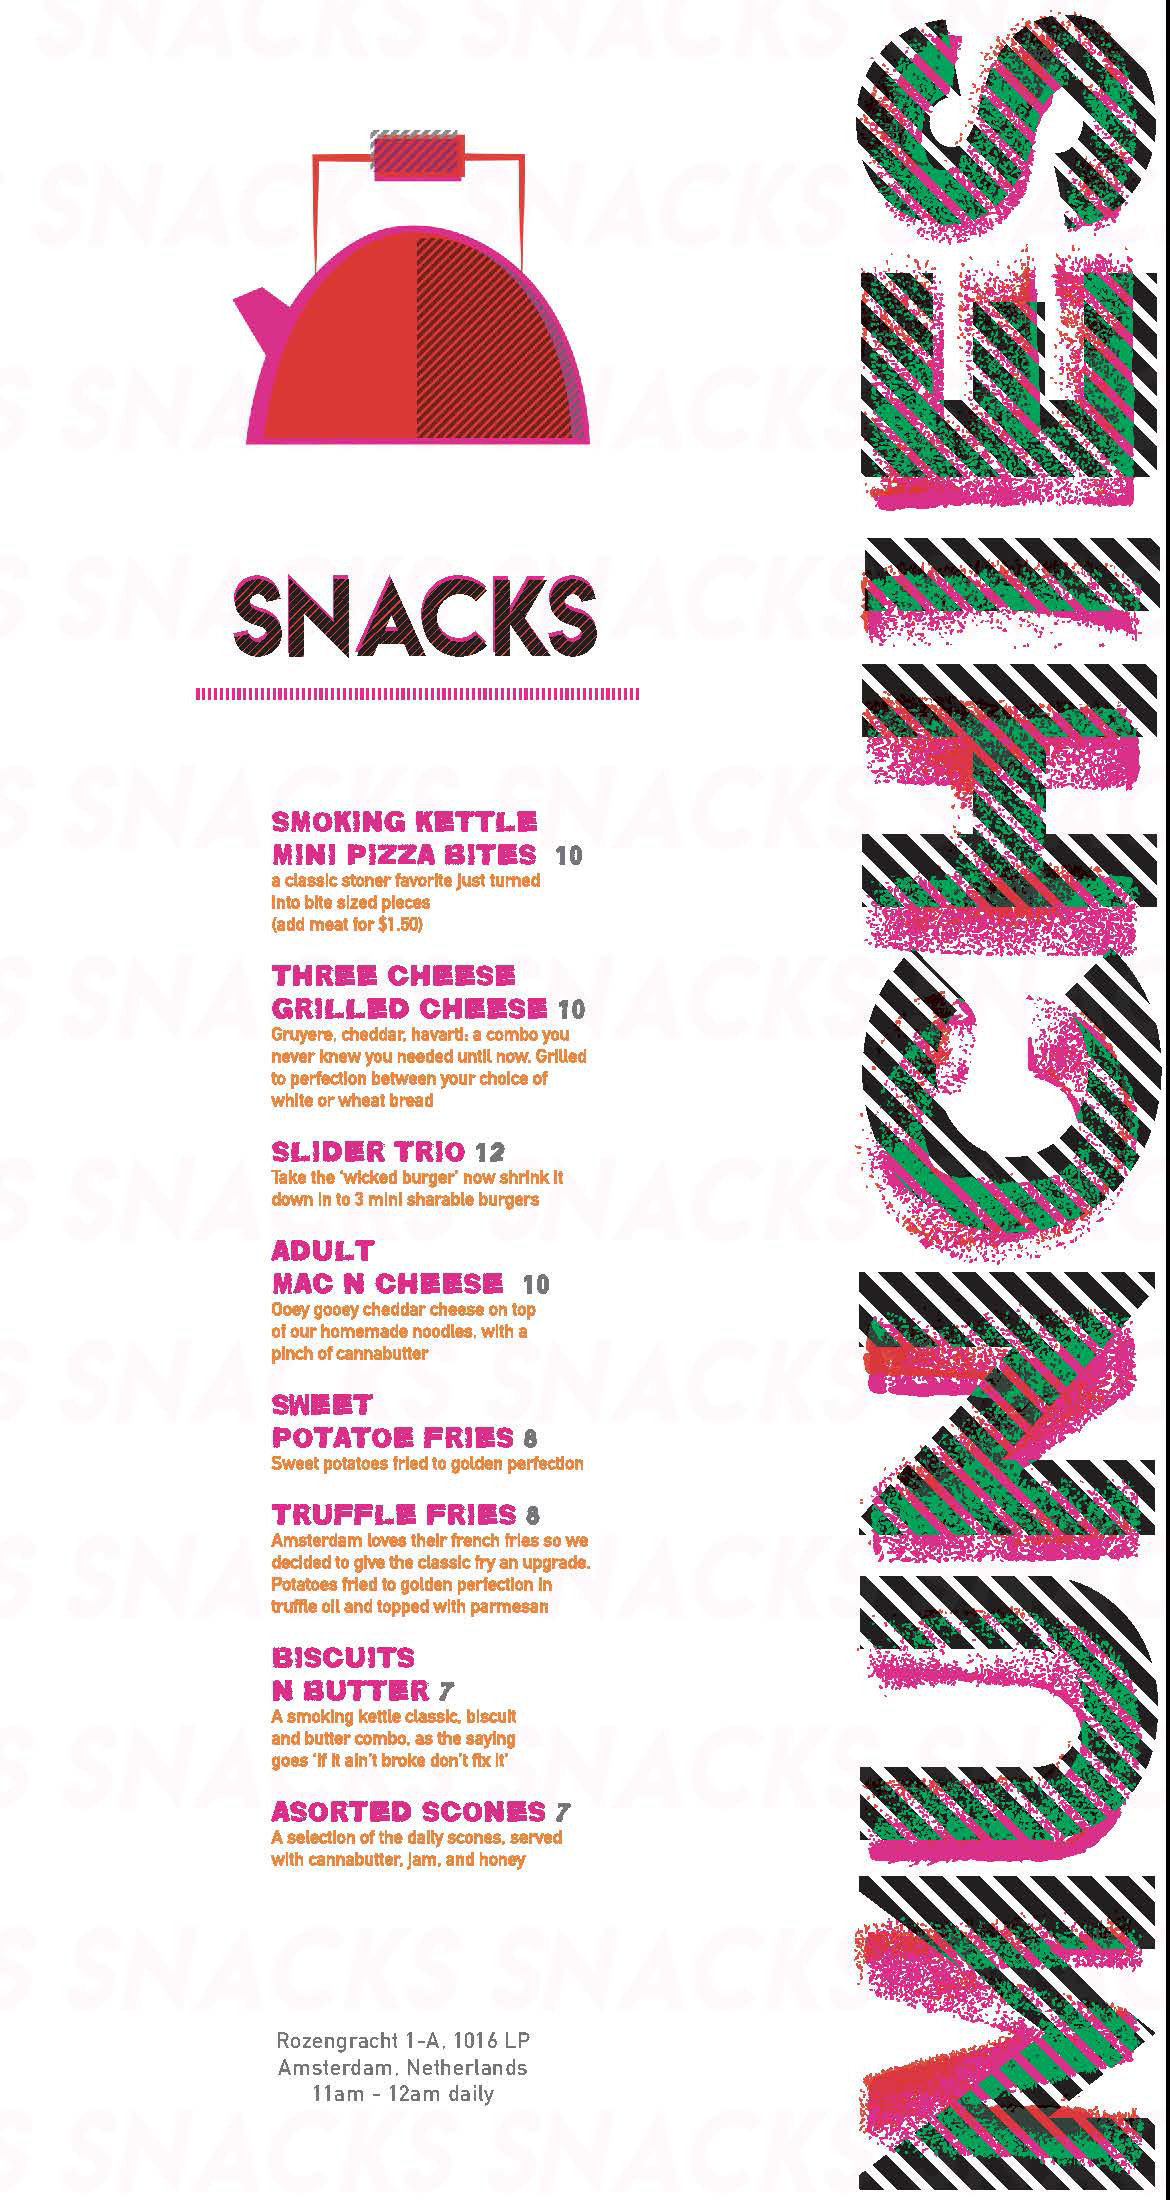 SNACKS
SMOKING KETTLE
MINI PIZZA BITES 10
a classic stoner favorite just turned
into bite sized pieces
(add meat for $1.50)
THREE CHEESE
GRILLED CHEESE 10
Gruyere, cheddar, havarti: a combo you
never knew you needed until now. Grilled
to perfection between your choice of
white or wheat bread
SLIDER TRIO 12
Take the 'wicked burger' now shrink it
down in to 3 mini sharable burgers
ADULT
MAC N CHEESE 10
Ooey gooey cheddar cheese on top
of our homemade noodles, with a
pinch of cannabutter
SWEET
POTATOE FRIES 8
Sweet potatoes fried to golden perfection
TRUFFLE FRIES 8
Amsterdam loves their french fries so we
decided to give the classic fry an upgrade.
Potatoes fried to golden perfection in
truffle oil and topped with parmesan
BISCUITS
N BUTTER 7
A smoking kettle classic, biscuit
and butter combo, as the saying
goes 'if it ain't broke don't fix it'
ASORTED SCONES 7
A selection of the daily scones, served
with cannabutter, jam, and honey
Rozengracht 1-A, 1016 LP
Amsterdam, Netherlands
11am - 12am daily
MUNCHIES